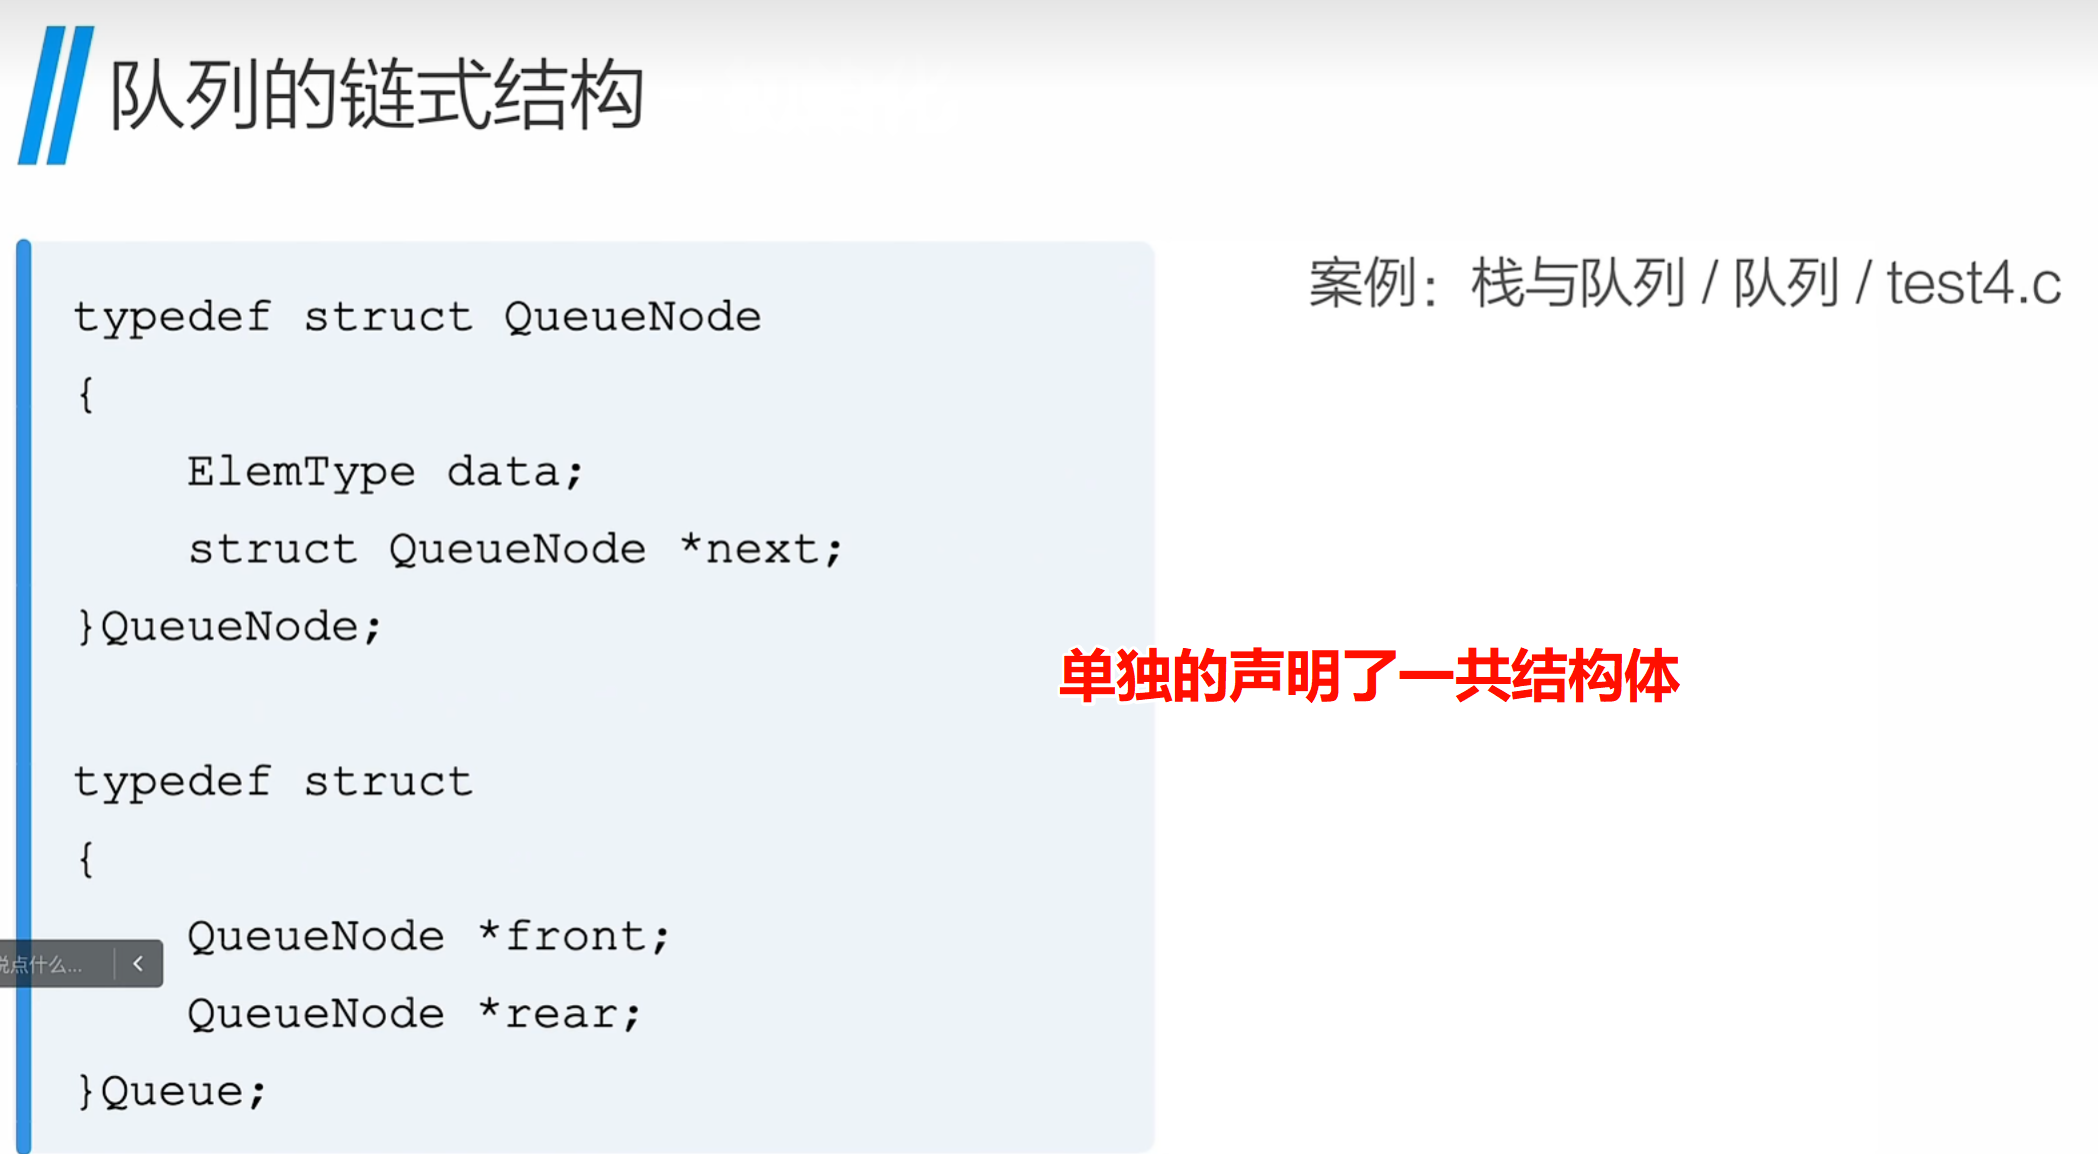 队列的链式结构
typedef struct QueueNode
{
ElemType data;
struct QueueNode *next;
}QueueNode;
typedef struct
{
QueueNode *front;
QueueNode *rear;
}Queue;
案例：栈与队列 / 队列 / test4.c
单独的声明了一共结构体
说点什么...